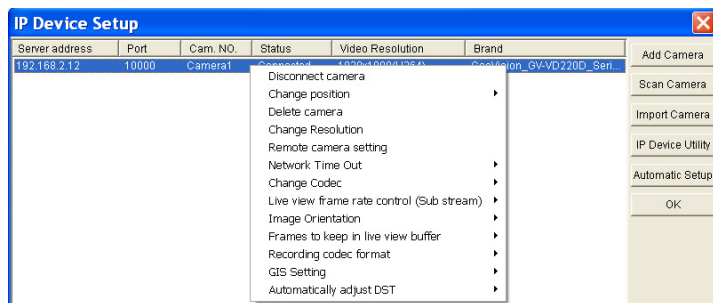 IP Device Setup
Server address Port Cam. NO. Status Video Resolution Brand
192.168.2.12 10000 Camera1 Connected GeoVision_GV-VD220D_Seri...
Disconnect camera
Change position
Delete camera
Change Resolution
Remote camera setting
Network Time Out
Change Codec
Live view frame rate control (Sub stream)
Image Orientation
Frames to keep in live view buffer
Recording codec format
GIS Setting
Automatically adjust DST
Add Camera
Scan Camera
Import Camera
IP Device Utility
Automatic Setup
OK